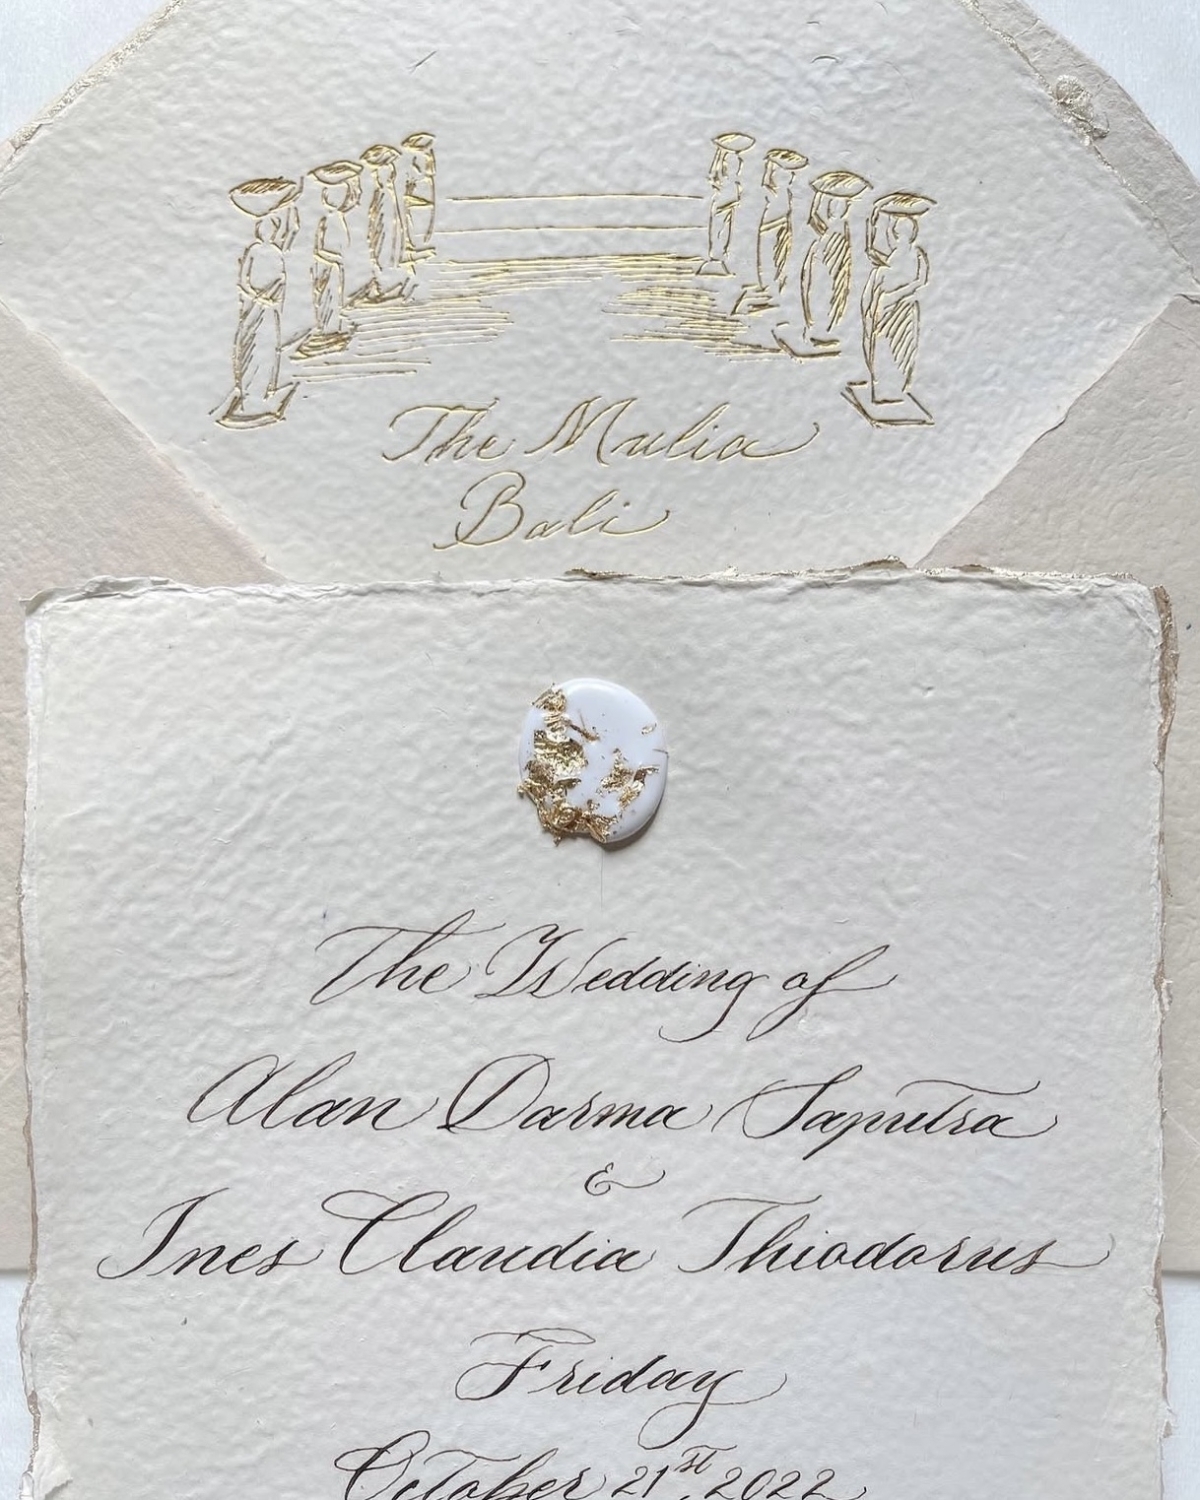 The Mulia
Bali
The Wedding of
Alan Darma Saputra
&
Ines Claudia Thiodorus
Friday
October 21st, 2022